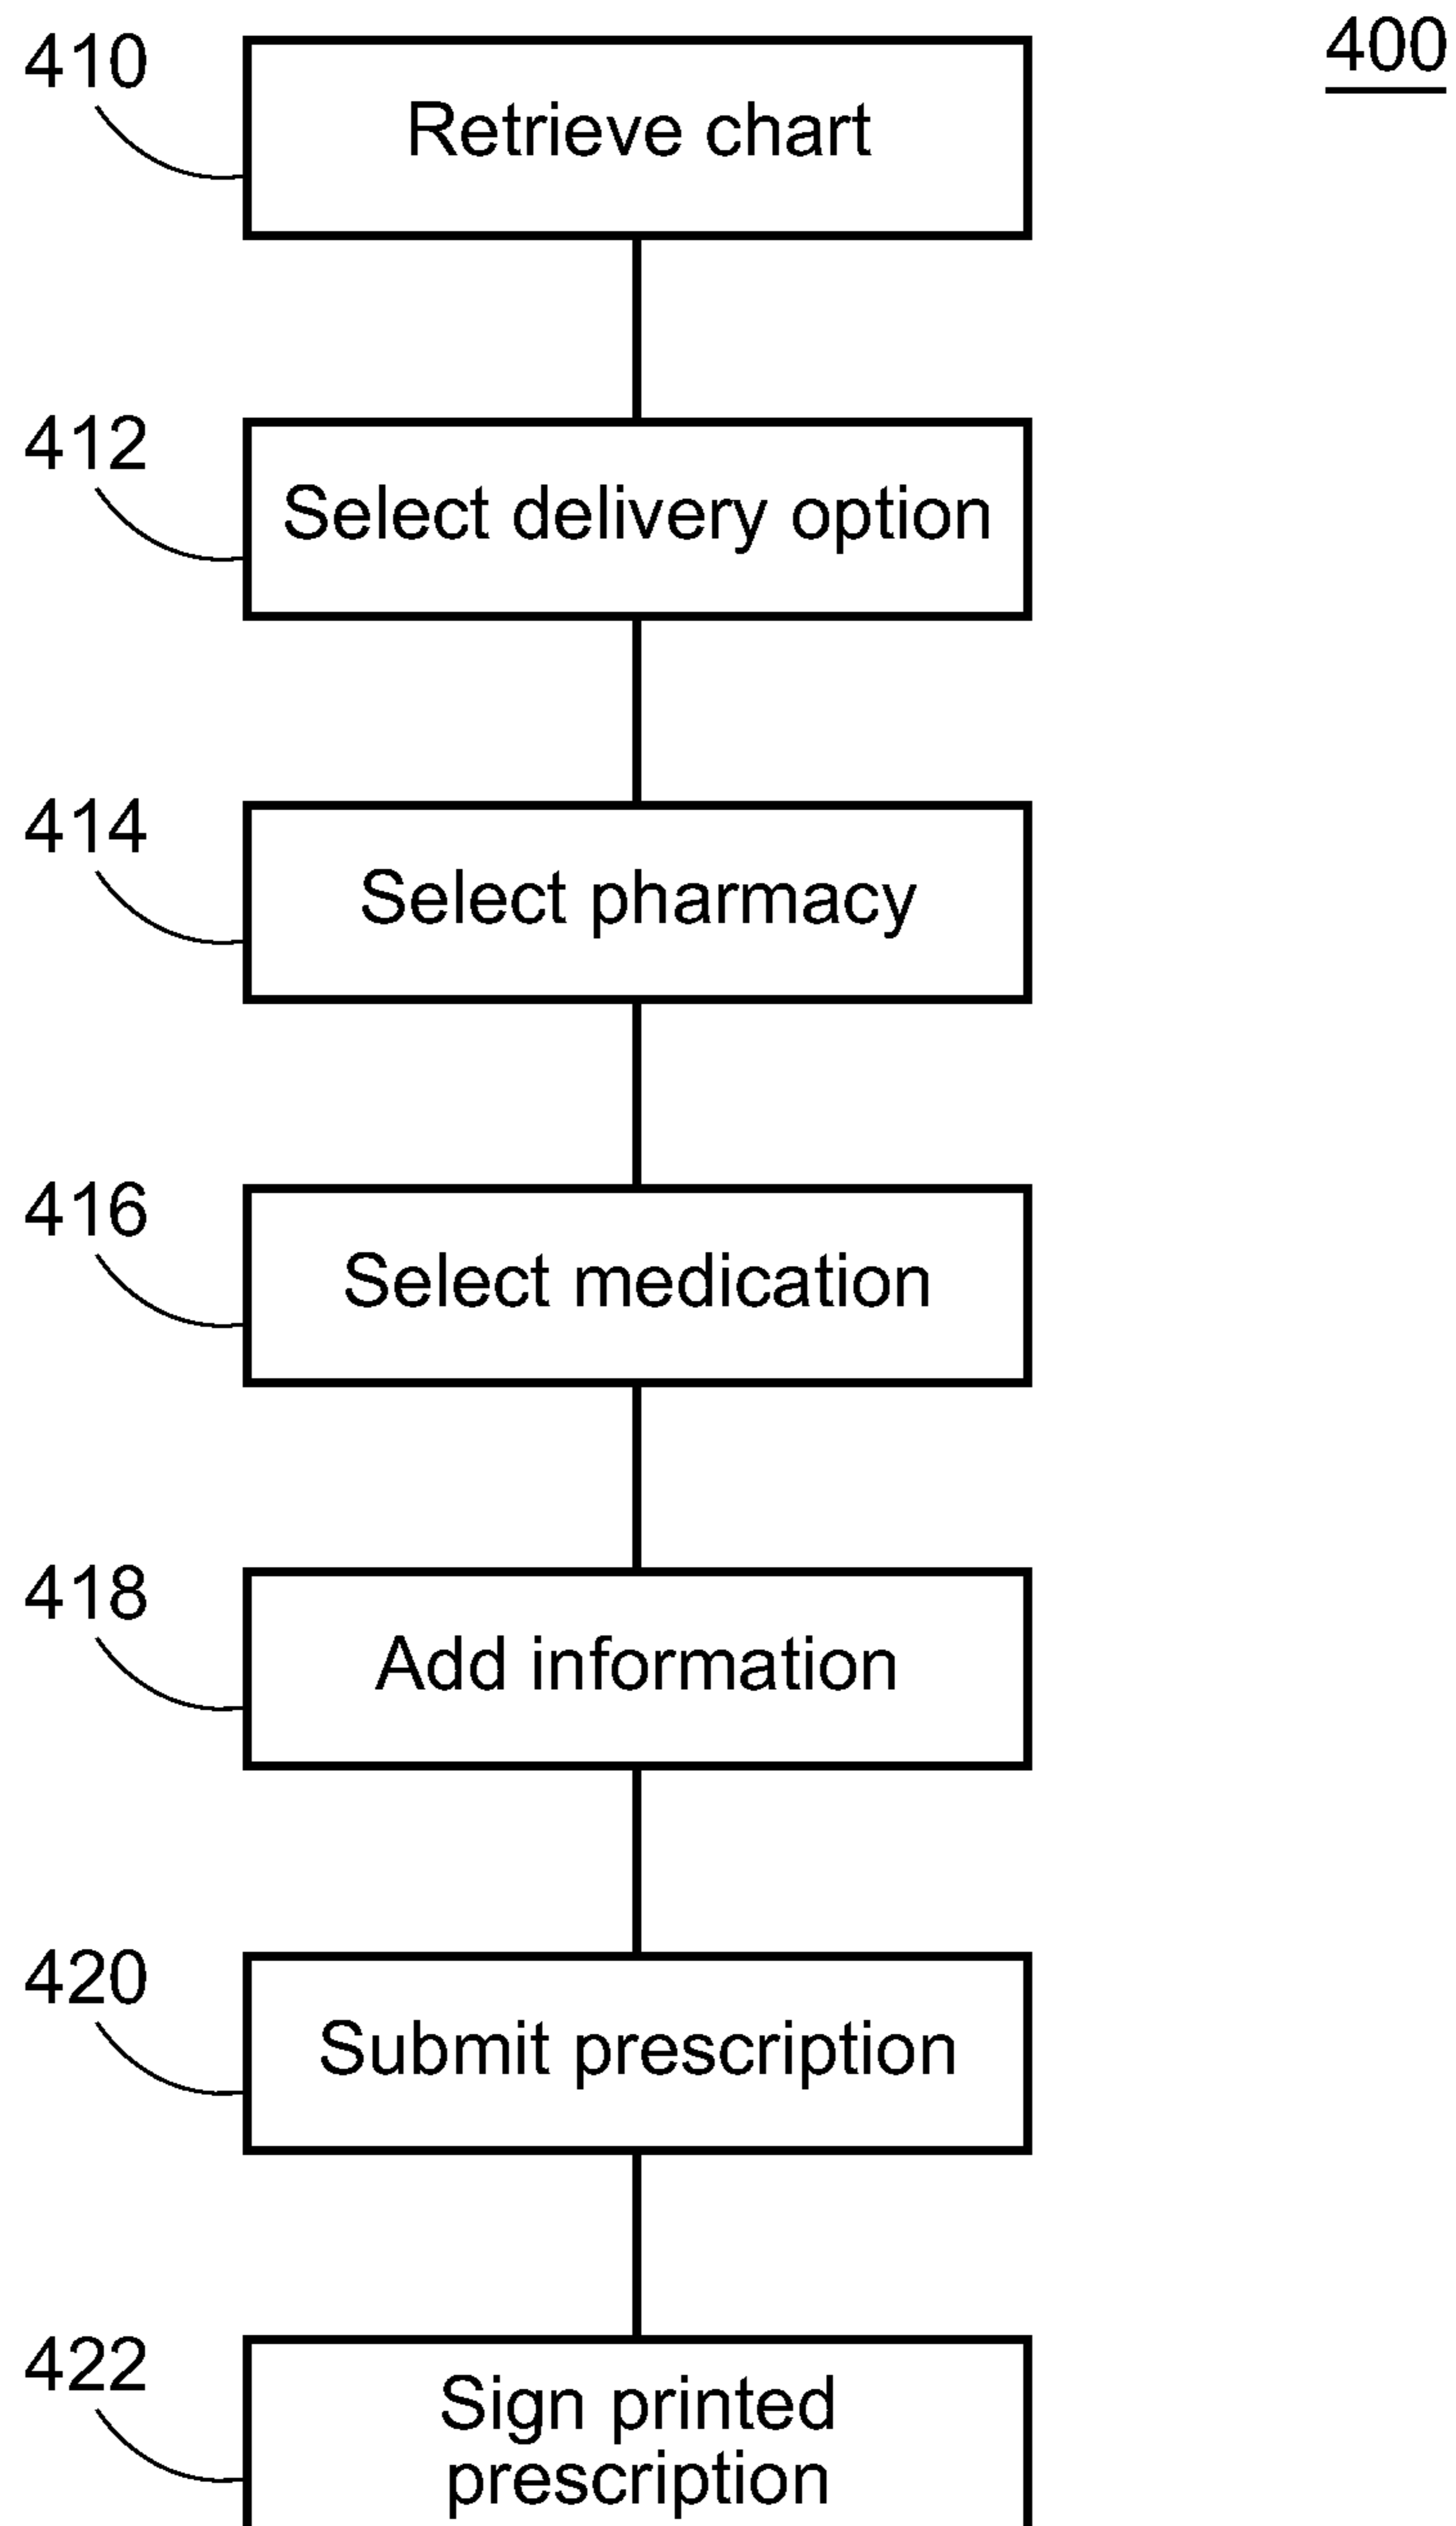 410
400
Retrieve chart
412
Select delivery option
414
Select pharmacy
416
Select medication
418
Add information
420
Submit prescription
422
Sign printed
prescription